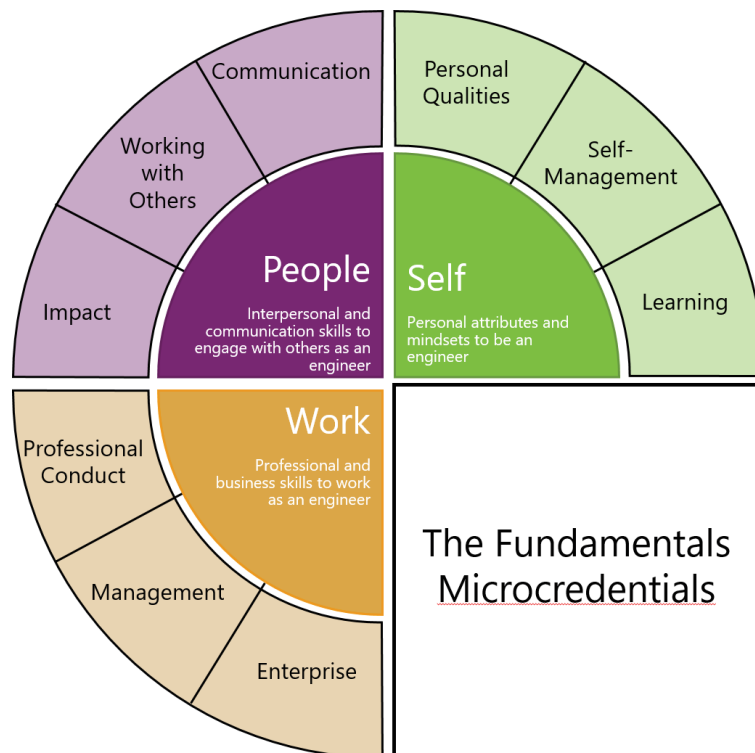 Communication
Working
with
Others
Impact
People
Interpersonal and
communication skills to
engage with others as an
engineer
Personal
Qualities
Self-
Management
Learning
Self
Personal attributes and
mindsets to be an
engineer
Professional
Conduct
Management
Enterprise
Work
Professional and
business skills to work
as an engineer
The Fundamentals
Microcredentials